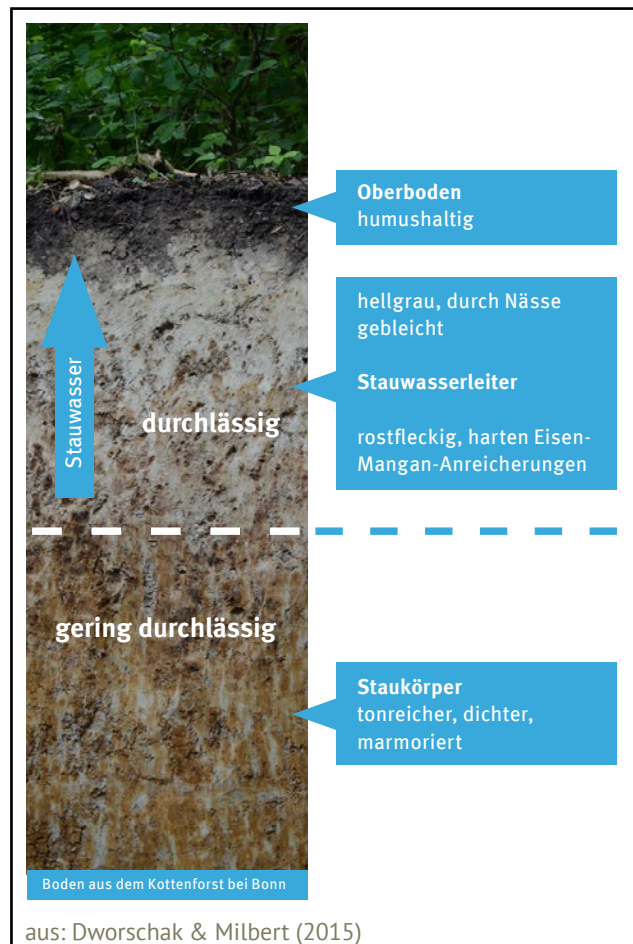 Oberboden
humushaltig
hellgrau, durch Nässe
gebleicht
Stauwasserleiter
rostfleckig, harten Eisen-
Mangan-Anreicherungen
Stauwasser
durchlässig
gering durchlässig
Staukörper
tonreicher, dichter,
marmoriert
Boden aus dem Kottenforst bei Bonn
aus: Dworschak & Milbert (2015)